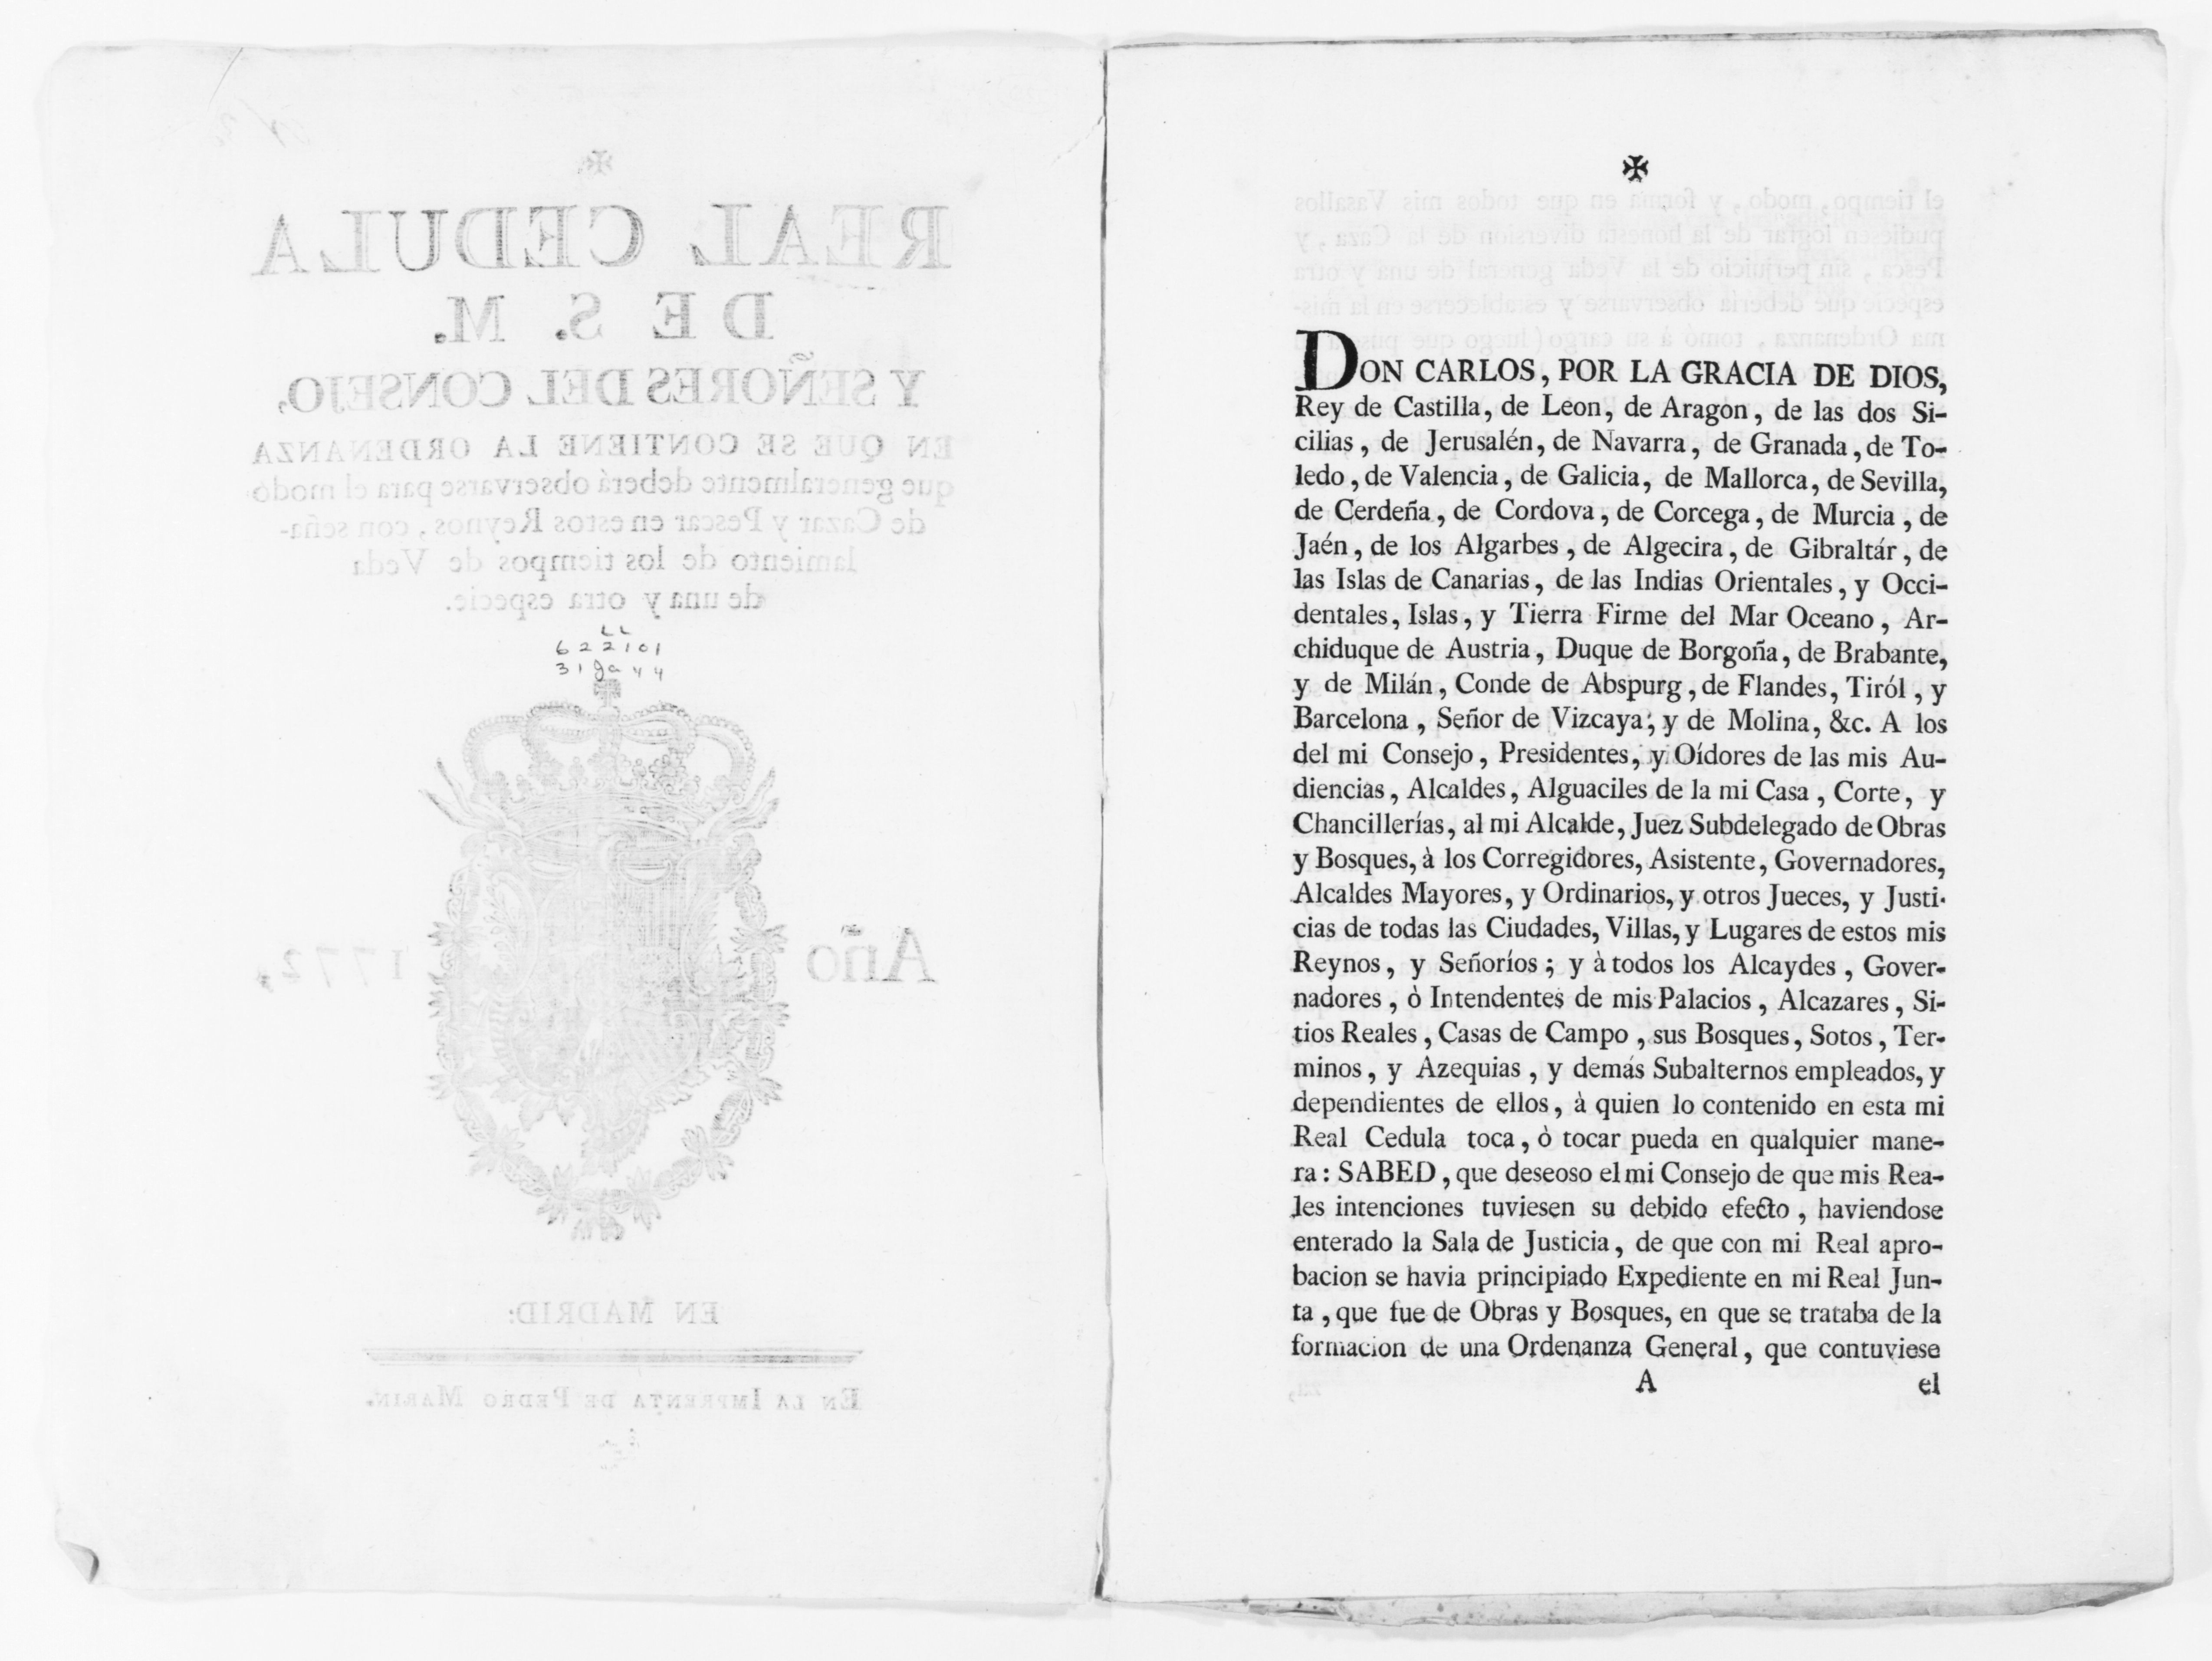 REAL CEDULA
DE S. M.
Y SEÑORES DEL CONSEJO,
EN QUE SE CONTIENE LA ORDENANZA
que generalmente deberá observarse para el modo
de Cazar y Pescar en estos Reynos, con seña-
lamiento de los tiempos de Veda
de una y otra especie.
622101
Año 1772,
EN MADRID:
EN LA IMPRENTA DE PEDRO MARIN.
DON CARLOS, POR LA GRACIA DE DIOS,
Rey de Castilla, de Leon, de Aragon, de las dos Si-
cilias, de Jerusalén, de Navarra, de Granada, de To-
ledo, de Valencia, de Galicia, de Mallorca, de Sevilla,
de Cerdeña, de Cordova, de Corcega, de Murcia, de
Jaén, de los Algarbes, de Algecira, de Gibraltár, de
las Islas de Canarias, de las Indias Orientales, y Occi-
dentales, Islas, y Tierra Firme del Mar Oceano, Ar-
chiduque de Austria, Duque de Borgoña, de Brabante,
y de Milán, Conde de Abspurg, de Flandes, Tiról, y
Barcelona, Señor de Vizcaya; y de Molina, &c. A los
del mi Consejo, Presidentes, y Oídores de las mis Au-
diencias, Alcaldes, Alguaciles de la mi Casa, Corte, y
Chancillerías, al mi Alcalde, Juez Subdelegado de Obras
y Bosques, à los Corregidores, Asistente, Governadores,
Alcaldes Mayores, y Ordinarios, y otros Jueces, y Justi-
cias de todas las Ciudades, Villas, y Lugares de estos mis
Reynos, y Señoríos; y à todos los Alcaydes, Gover-
nadores, ò Intendentes de mis Palacios, Alcazares, Si-
tios Reales, Casas de Campo, sus Bosques, Sotos, Ter-
minos, y Azequias, y demás Subalternos empleados, y
dependientes de ellos, à quien lo contenido en esta mi
Real Cedula toca, ò tocar pueda en qualquier mane-
ra: SABED, que deseoso el mi Consejo de que mis Rea-
les intenciones tuviesen su debido efecto, haviendose
enterado la Sala de Justicia, de que con mi Real apro-
bacion se havia principiado Expediente en mi Real Jun-
ta, que fue de Obras y Bosques, en que se trataba de la
formacion de una Ordenanza General, que contuviese
A el